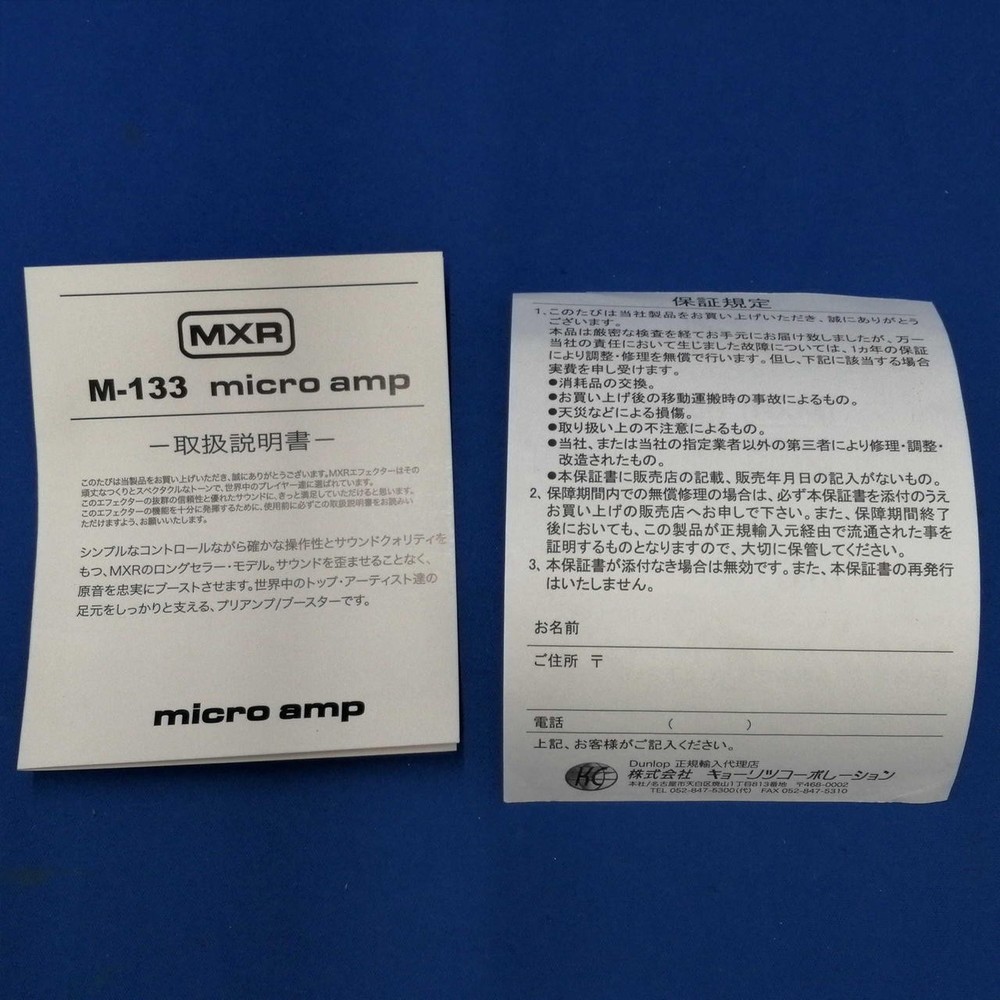 MXR
M-133 micro amp
－取扱説明書－
このたびは当製品をお買い上げいただき、誠にありがとうございます。MXRエフェクターはその
頑丈なつくりとスペクタクルなトーンで、世界中のプレイヤー達に選ばれています。
このエフェクターの抜群の信頼性と優れたサウンドに、きっと満足していただけると思います。
このエフェクターの機能を十分に発揮するために、使用前に必ずこの取扱説明書をお読みい
ただけますよう、お願いいたします。
シンプルなコントロールながら確かな操作性とサウンドクォリティを
もつ、MXRのロングセラー・モデル。サウンドを歪ませることなく、
原音を忠実にブーストさせます。世界中のトップ・アーティスト達の
足元をしっかりと支える、プリアンプ/ブースターです。
micro amp
保証規定
1、このたびは当社製品をお買い上げいただき、誠にありがとう
ございます。
本品は厳密な検査を経てお手元にお届け致しましたが、万一
当社の責任において生じました故障については、1ヵ年の保証
により調整・修理を無償で行います。但し、下記に該当する場合
実費を申し受けます。
●消耗品の交換。
●お買い上げ後の移動運搬時の事故によるもの。
●天災などによる損傷。
●取り扱い上の不注意によるもの。
●当社、または当社の指定業者以外の第三者により修理・調整・
改造されたもの。
●本保証書に販売店の記載、販売年月日の記入がないもの。
2、保障期間内での無償修理の場合は、必ず本保証書を添付のうえ
お買い上げの販売店へお申し下さい。また、保障期間終了
後においても、この製品が正規輸入元経由で流通された事を
証明するものとなりますので、大切に保管してください。
3、本保証書が添付なき場合は無効です。また、本保証書の再発行
はいたしません。
お名前
ご住所 〒
電話 ( )
上記、お客様がご記入ください。
Dunlop 正規輸入代理店
KC 株式会社 キョーリツコーポレーション
本社/名古屋市天白区焼山1丁目813番地 〒468-0002
TEL 052-847-5300(代) FAX 052-847-5310